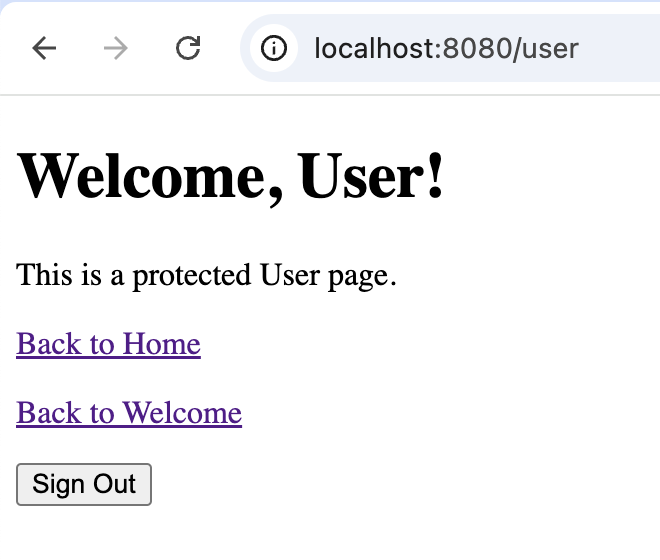 localhost:8080/user
Welcome, User!
This is a protected User page.
Back to Home
Back to Welcome
Sign Out